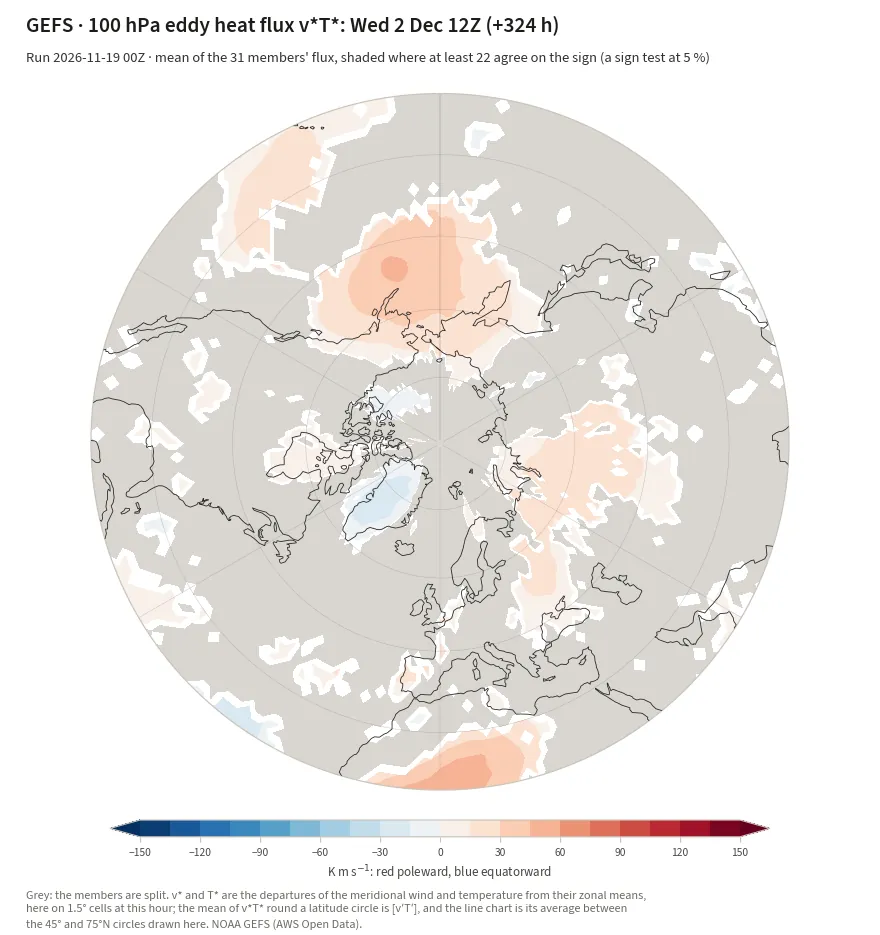 GEFS · 100 hPa eddy heat flux v*T*: Wed 2 Dec 12Z (+324 h)
Run 2026-11-19 00Z · mean of the 31 members' flux, shaded where at least 22 agree on the sign (a sign test at 5 %)
−150 −120 −90 −60 −30 0 30 60 90 120 150
K m s⁻¹: red poleward, blue equatorward
Grey: the members are split. v* and T* are the departures of the meridional wind and temperature from their zonal means,
here on 1.5° cells at this hour; the mean of v*T* round a latitude circle is [v'T'], and the line chart is its average between
the 45° and 75°N circles drawn here. NOAA GEFS (AWS Open Data).